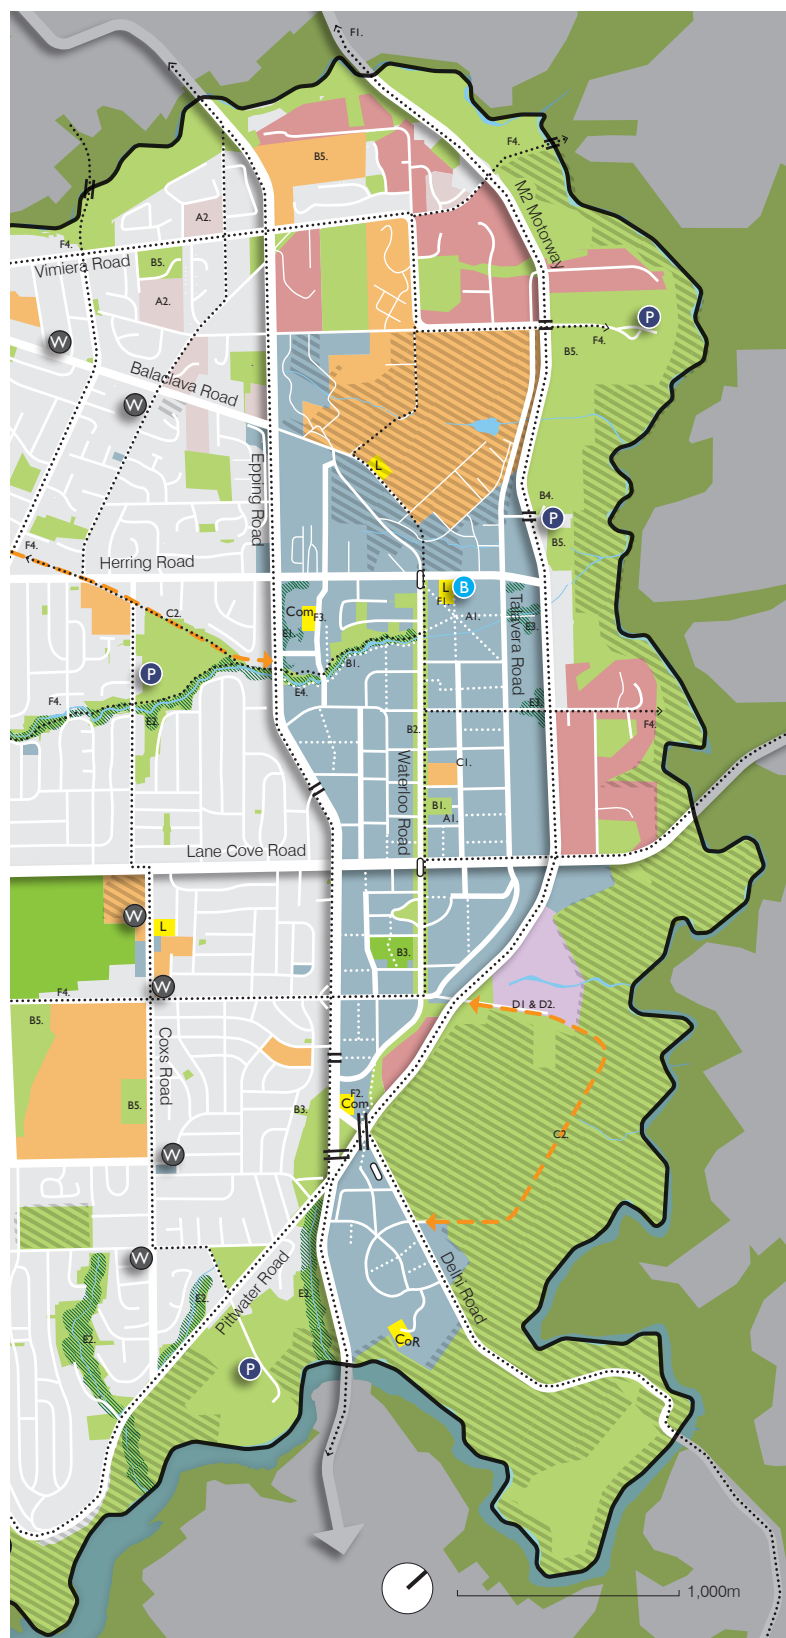 F1.
F4.
B5.
A2.
M2 Motorway
F4.
B5.
Vimiera Road
A2.
P
F4.
W
B5.
Balaclava Road
W
L
Epping Road
B4.
P
F4.
B5.
Herring Road
L
B
F1.
C2.
Com
F3.
A1.
Talavera Road
E1.
E3.
B1.
P
E4.
F4.
E3.
E2.
B2.
F4.
Waterloo Road
C1.
B1.
A1.
Lane Cove Road
W
L
B3.
W
F4.
D1 & D2.
B5.
Coxs Road
F2.
Com
B5.
B3.
C2.
W
W
Delhi Road
Pittwater Road
E2.
E2.
E2.
CoR
P
1,000m